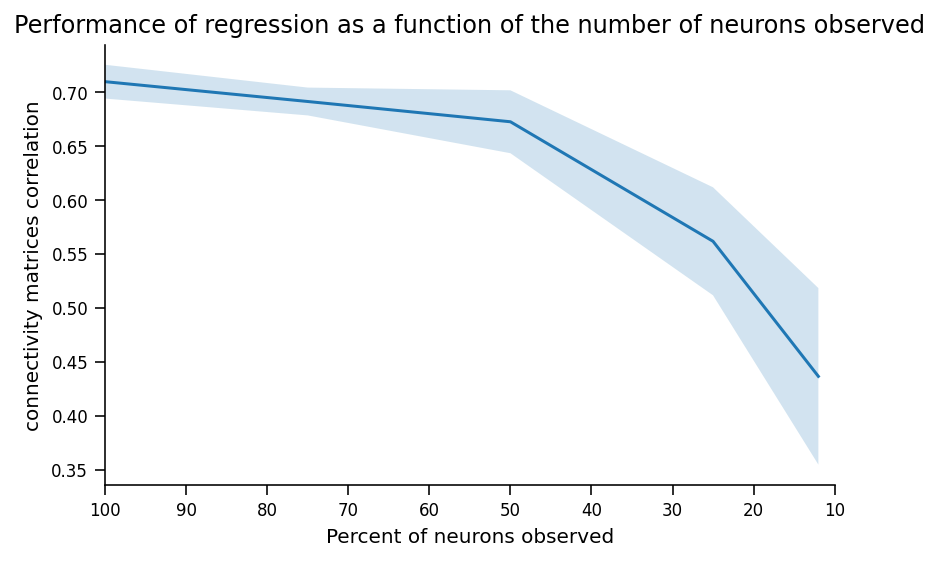 Performance of regression as a function of the number of neurons observed
connectivity matrices correlation
0.70
0.65
0.60
0.55
0.50
0.45
0.40
0.35
100 90 80 70 60 50 40 30 20 10
Percent of neurons observed